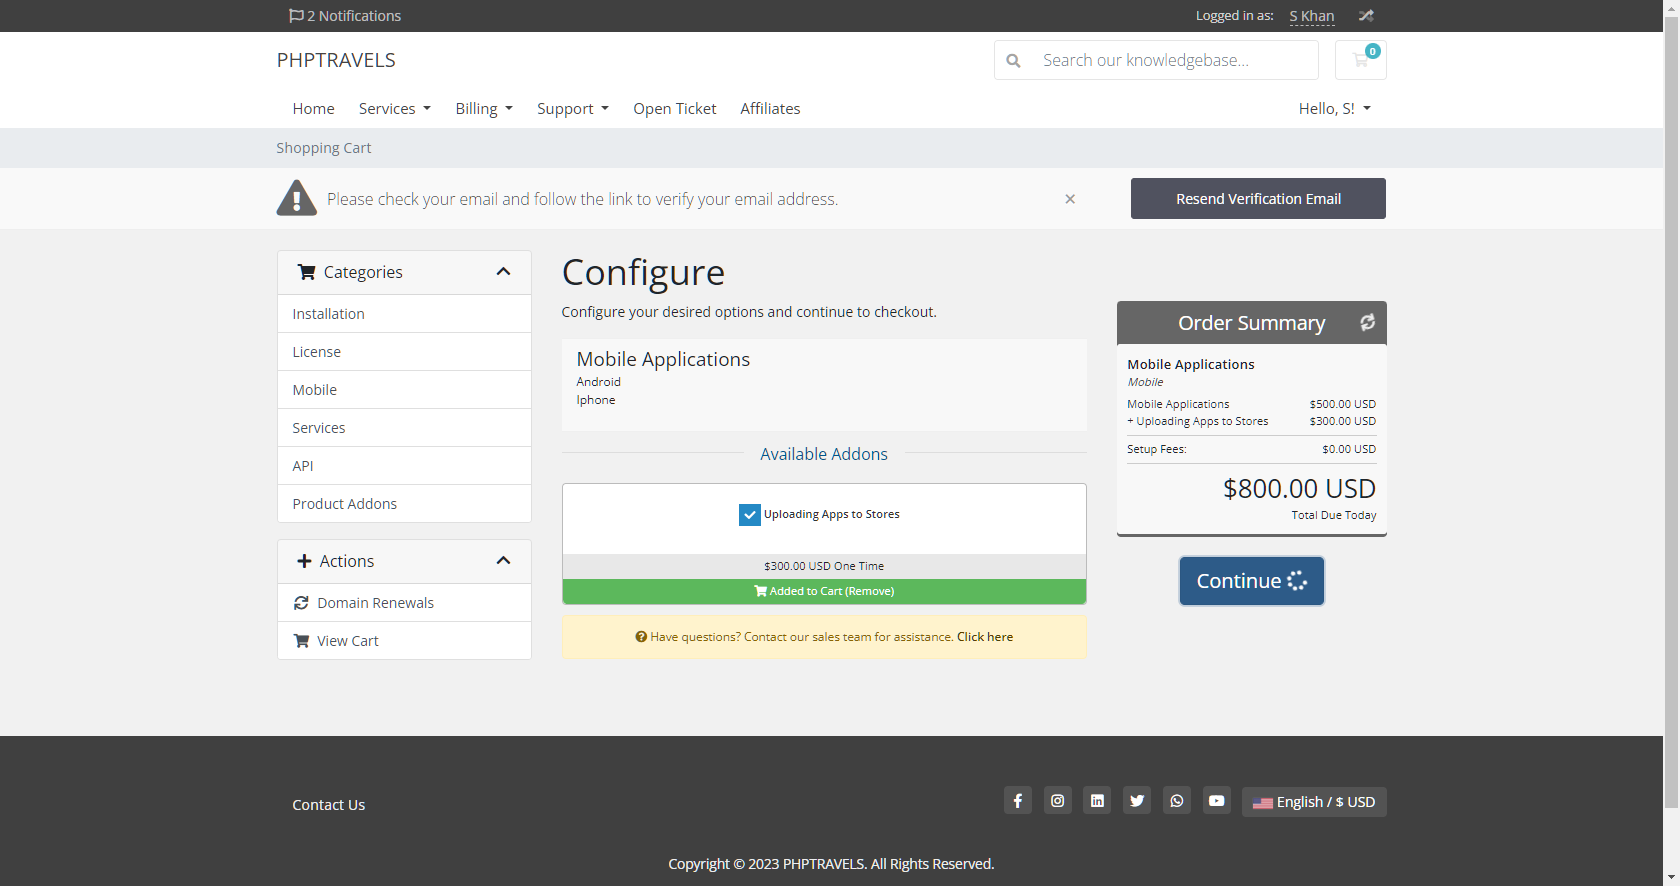 2 Notifications
Logged in as: S Khan
PHPTRAVELS
Search our knowledgebase...
0
Home Services Billing Support Open Ticket Affiliates
Hello, S!
Shopping Cart
Please check your email and follow the link to verify your email address.
×
Resend Verification Email
Categories
Installation
License
Mobile
Services
API
Product Addons
Actions
Domain Renewals
View Cart
Configure
Configure your desired options and continue to checkout.
Mobile Applications
Android
Iphone
Available Addons
Uploading Apps to Stores
$300.00 USD One Time
Added to Cart (Remove)
Have questions? Contact our sales team for assistance. Click here
Order Summary
Mobile Applications
Mobile
Mobile Applications $500.00 USD
+ Uploading Apps to Stores $300.00 USD
Setup Fees: $0.00 USD
$800.00 USD
Total Due Today
Continue
Contact Us
English / $ USD
Copyright © 2023 PHPTRAVELS. All Rights Reserved.